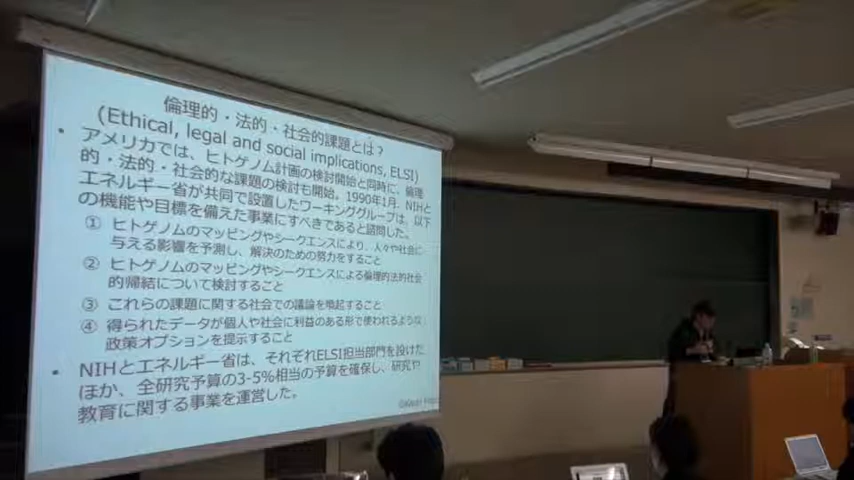 倫理的・法的・社会的課題とは？
(Ethical, legal and social implications, ELSI)
• アメリカでは、ヒトゲノム計画の検討開始と同時に、倫理
的・法的・社会的な課題の検討も開始。1990年1月、NIHと
エネルギー省が共同で設置したワーキンググループは、以下
の機能や目標を備えた事業にすべきであると諮問した。
① ヒトゲノムのマッピングやシークエンスにより、人々や社会に
与える影響を予測し、解決のための努力をすること
② ヒトゲノムのマッピングやシークエンスによる倫理的法的社会
的帰結について検討すること
③ これらの課題に関する社会での議論を喚起すること
④ 得られたデータが個人や社会に利益のある形で使われるような
政策オプションを提示すること
• NIHとエネルギー省は、それぞれELSI担当部門を設けた
ほか、全研究予算の3-5%相当の予算を確保し、研究や
教育に関する事業を運営した。